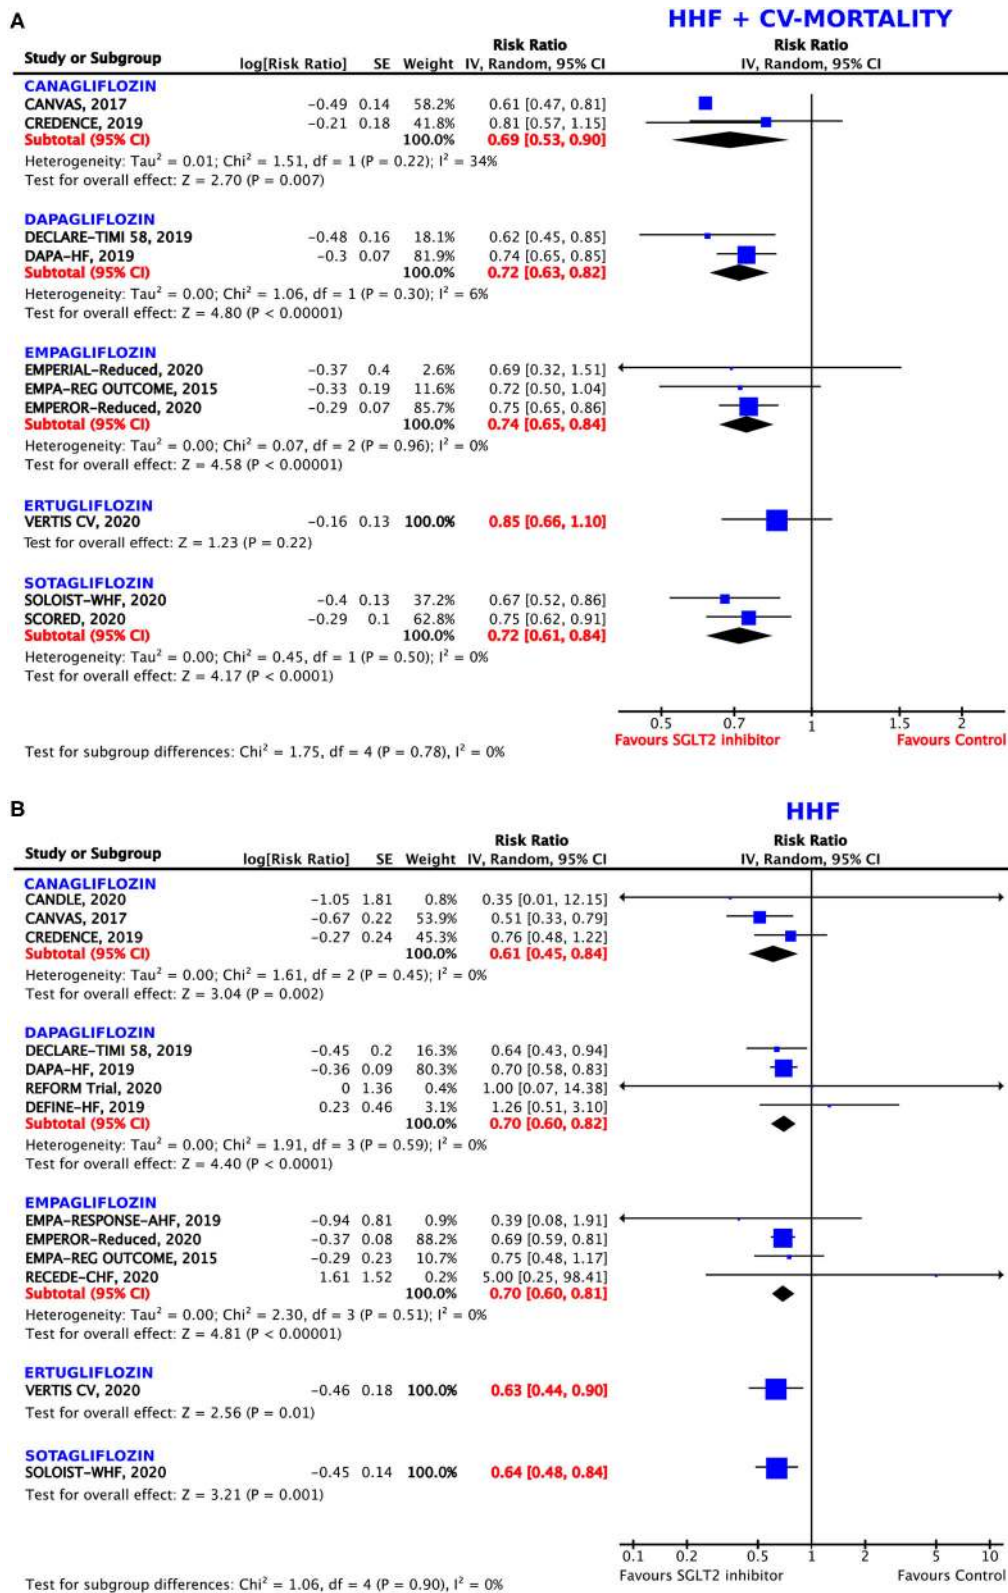 A
HHF + CV-MORTALITY
Risk Ratio Risk Ratio
Study or Subgroup log[Risk Ratio] SE Weight IV, Random, 95% CI IV, Random, 95% CI
CANAGLIFLOZIN
CANVAS, 2017 −0.49 0.14 58.2% 0.61 [0.47, 0.81]
CREDENCE, 2019 −0.21 0.18 41.8% 0.81 [0.57, 1.15]
Subtotal (95% CI) 100.0% 0.69 [0.53, 0.90]
Heterogeneity: Tau² = 0.01; Chi² = 1.51, df = 1 (P = 0.22); I² = 34%
Test for overall effect: Z = 2.70 (P = 0.007)
DAPAGLIFLOZIN
DECLARE−TIMI 58, 2019 −0.48 0.16 18.1% 0.62 [0.45, 0.85]
DAPA−HF, 2019 −0.3 0.07 81.9% 0.74 [0.65, 0.85]
Subtotal (95% CI) 100.0% 0.72 [0.63, 0.82]
Heterogeneity: Tau² = 0.00; Chi² = 1.06, df = 1 (P = 0.30); I² = 6%
Test for overall effect: Z = 4.80 (P < 0.00001)
EMPAGLIFLOZIN
EMPERIAL−Reduced, 2020 −0.37 0.4 2.6% 0.69 [0.32, 1.51]
EMPA−REG OUTCOME, 2015 −0.33 0.19 11.6% 0.72 [0.50, 1.04]
EMPEROR−Reduced, 2020 −0.29 0.07 85.7% 0.75 [0.65, 0.86]
Subtotal (95% CI) 100.0% 0.74 [0.65, 0.84]
Heterogeneity: Tau² = 0.00; Chi² = 0.07, df = 2 (P = 0.96); I² = 0%
Test for overall effect: Z = 4.58 (P < 0.00001)
ERTUGLIFLOZIN
VERTIS CV, 2020 −0.16 0.13 100.0% 0.85 [0.66, 1.10]
Test for overall effect: Z = 1.23 (P = 0.22)
SOTAGLIFLOZIN
SOLOIST−WHF, 2020 −0.4 0.13 37.2% 0.67 [0.52, 0.86]
SCORED, 2020 −0.29 0.1 62.8% 0.75 [0.62, 0.91]
Subtotal (95% CI) 100.0% 0.72 [0.61, 0.84]
Heterogeneity: Tau² = 0.00; Chi² = 0.45, df = 1 (P = 0.50); I² = 0%
Test for overall effect: Z = 4.17 (P < 0.0001)
0.5 0.7 1 1.5 2
Favours SGLT2 inhibitor Favours Control
Test for subgroup differences: Chi² = 1.75, df = 4 (P = 0.78), I² = 0%
B
HHF
Risk Ratio Risk Ratio
Study or Subgroup log[Risk Ratio] SE Weight IV, Random, 95% CI IV, Random, 95% CI
CANAGLIFLOZIN
CANDLE, 2020 −1.05 1.81 0.8% 0.35 [0.01, 12.15]
CANVAS, 2017 −0.67 0.22 53.9% 0.51 [0.33, 0.79]
CREDENCE, 2019 −0.27 0.24 45.3% 0.76 [0.48, 1.22]
Subtotal (95% CI) 100.0% 0.61 [0.45, 0.84]
Heterogeneity: Tau² = 0.00; Chi² = 1.61, df = 2 (P = 0.45); I² = 0%
Test for overall effect: Z = 3.04 (P = 0.002)
DAPAGLIFLOZIN
DECLARE−TIMI 58, 2019 −0.45 0.2 16.3% 0.64 [0.43, 0.94]
DAPA−HF, 2019 −0.36 0.09 80.3% 0.70 [0.58, 0.83]
REFORM Trial, 2020 0 1.36 0.4% 1.00 [0.07, 14.38]
DEFINE−HF, 2019 0.23 0.46 3.1% 1.26 [0.51, 3.10]
Subtotal (95% CI) 100.0% 0.70 [0.60, 0.82]
Heterogeneity: Tau² = 0.00; Chi² = 1.91, df = 3 (P = 0.59); I² = 0%
Test for overall effect: Z = 4.40 (P < 0.0001)
EMPAGLIFLOZIN
EMPA−RESPONSE−AHF, 2019 −0.94 0.81 0.9% 0.39 [0.08, 1.91]
EMPEROR−Reduced, 2020 −0.37 0.08 88.2% 0.69 [0.59, 0.81]
EMPA−REG OUTCOME, 2015 −0.29 0.23 10.7% 0.75 [0.48, 1.17]
RECEDE−CHF, 2020 1.61 1.52 0.2% 5.00 [0.25, 98.41]
Subtotal (95% CI) 100.0% 0.70 [0.60, 0.81]
Heterogeneity: Tau² = 0.00; Chi² = 2.30, df = 3 (P = 0.51); I² = 0%
Test for overall effect: Z = 4.81 (P < 0.00001)
ERTUGLIFLOZIN
VERTIS CV, 2020 −0.46 0.18 100.0% 0.63 [0.44, 0.90]
Test for overall effect: Z = 2.56 (P = 0.01)
SOTAGLIFLOZIN
SOLOIST−WHF, 2020 −0.45 0.14 100.0% 0.64 [0.48, 0.84]
Test for overall effect: Z = 3.21 (P = 0.001)
0.1 0.2 0.5 1 2 5 10
Favours SGLT2 inhibitor Favours Control
Test for subgroup differences: Chi² = 1.06, df = 4 (P = 0.90), I² = 0%